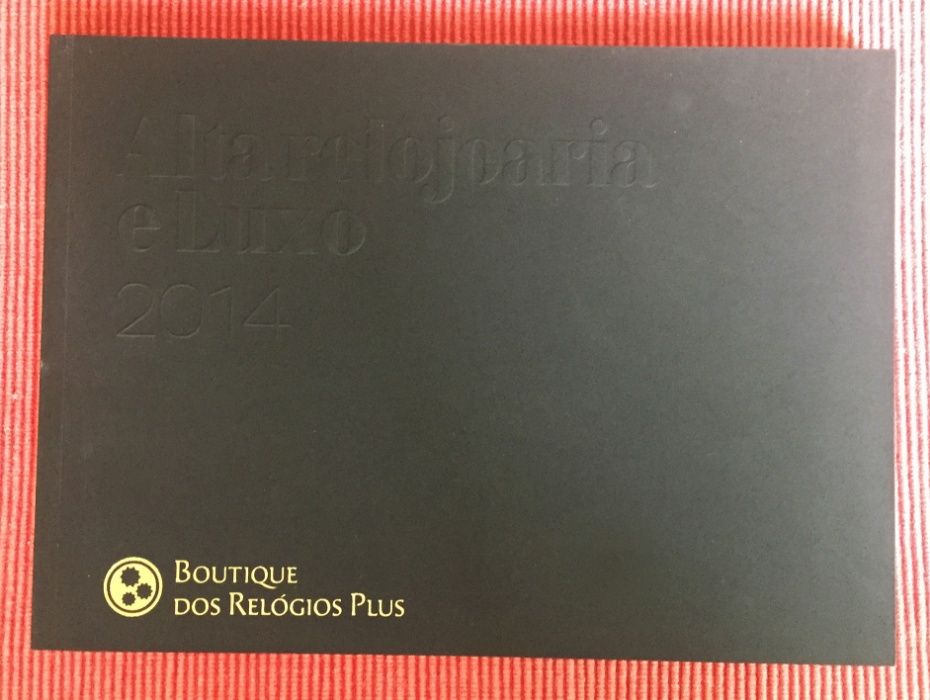 Alta relojoaria
e Luxo
2014
BOUTIQUE
DOS RELÓGIOS PLUS